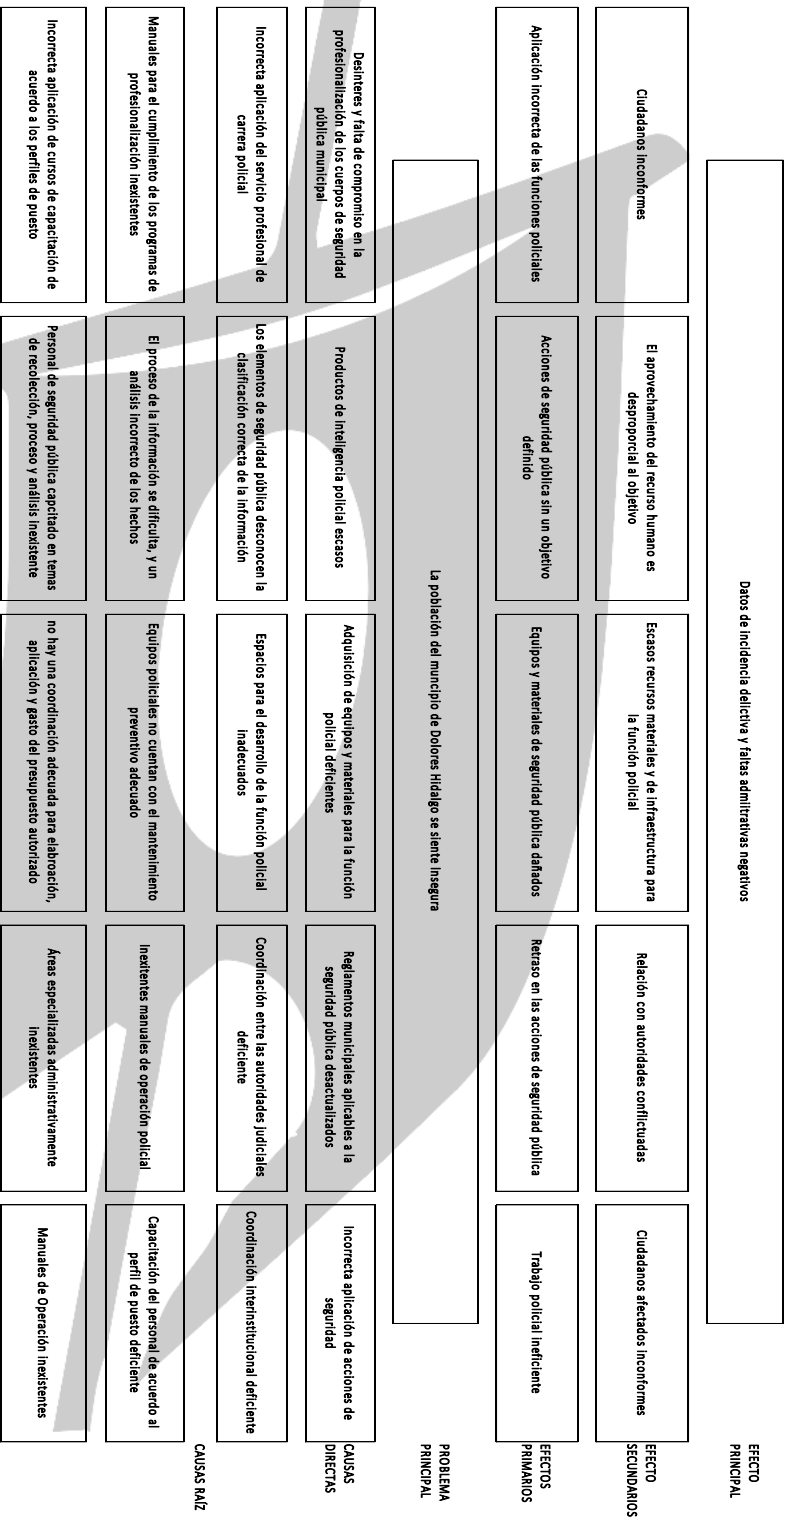 Datos de incidencia delictiva y faltas admiitrativas negativos
EFECTO
PRINCIPAL
Ciudadanos inconformes
El aprovechamiento del recurso humano es
desproporcial al objetivo
Escasos recursos materiales y de infraestructura para
la función policial
Relación con autoridades conflictuadas
Ciudadanos afectados inconformes
EFECTO
SECUNDARIOS
Aplicación incorrecta de las funciones policiales
Acciones de seguridad pública sin un objetivo
definido
Equipos y materiales de seguridad pública dañados
Retraso en las acciones de seguridad pública
Trabajo policial ineficiente
EFECTOS
PRIMARIOS
La población del muncipio de Dolores Hidalgo se siente insegura
PROBLEMA
PRINCIPAL
Desinteres y falta de compromiso en la
profesionalización de los cuerpos de seguridad
pública municipal
Productos de inteligencia policial escasos
Adquisición de equipos y materiales para la función
policial deficientes
Reglamentos municipales aplicables a la
seguridad pública desactualizados
Incorrecta aplicación de acciones de
seguridad
CAUSAS
DIRECTAS
Incorrecta aplicación del servicio profesional de
carrera policial
Los elementos de seguridad pública desconocen la
clasificación correcta de la información
Espacios para el desarrollo de la función policial
inadecuados
Coordinación entre las autoridades judiciales
deficiente
Coordinación interinstitucional deficiente
CAUSAS RAÍZ
Manuales para el cumplimiento de los programas de
profesionalización inexistentes
El proceso de la información se dificulta, y un
análisis incorrecto de los hechos
Equipos policiales no cuentan con el mantenimiento
preventivo adecuado
Inexitentes manuales de operación policial
Capacitación del personal de acuerdo al
perfil de puesto deficiente
Incorrecta aplicación de cursos de capacitación de
acuerdo a los perfiles de puesto
Personal de seguridad pública capcitado en temas
de recolección, proceso y análisis inexistente
no hay una coordinación adecuada para elabroación,
aplicación y gasto del presupuesto autorizado
Áreas especializadas administrativamente
inexistentes
Manuales de Operación inexistentes